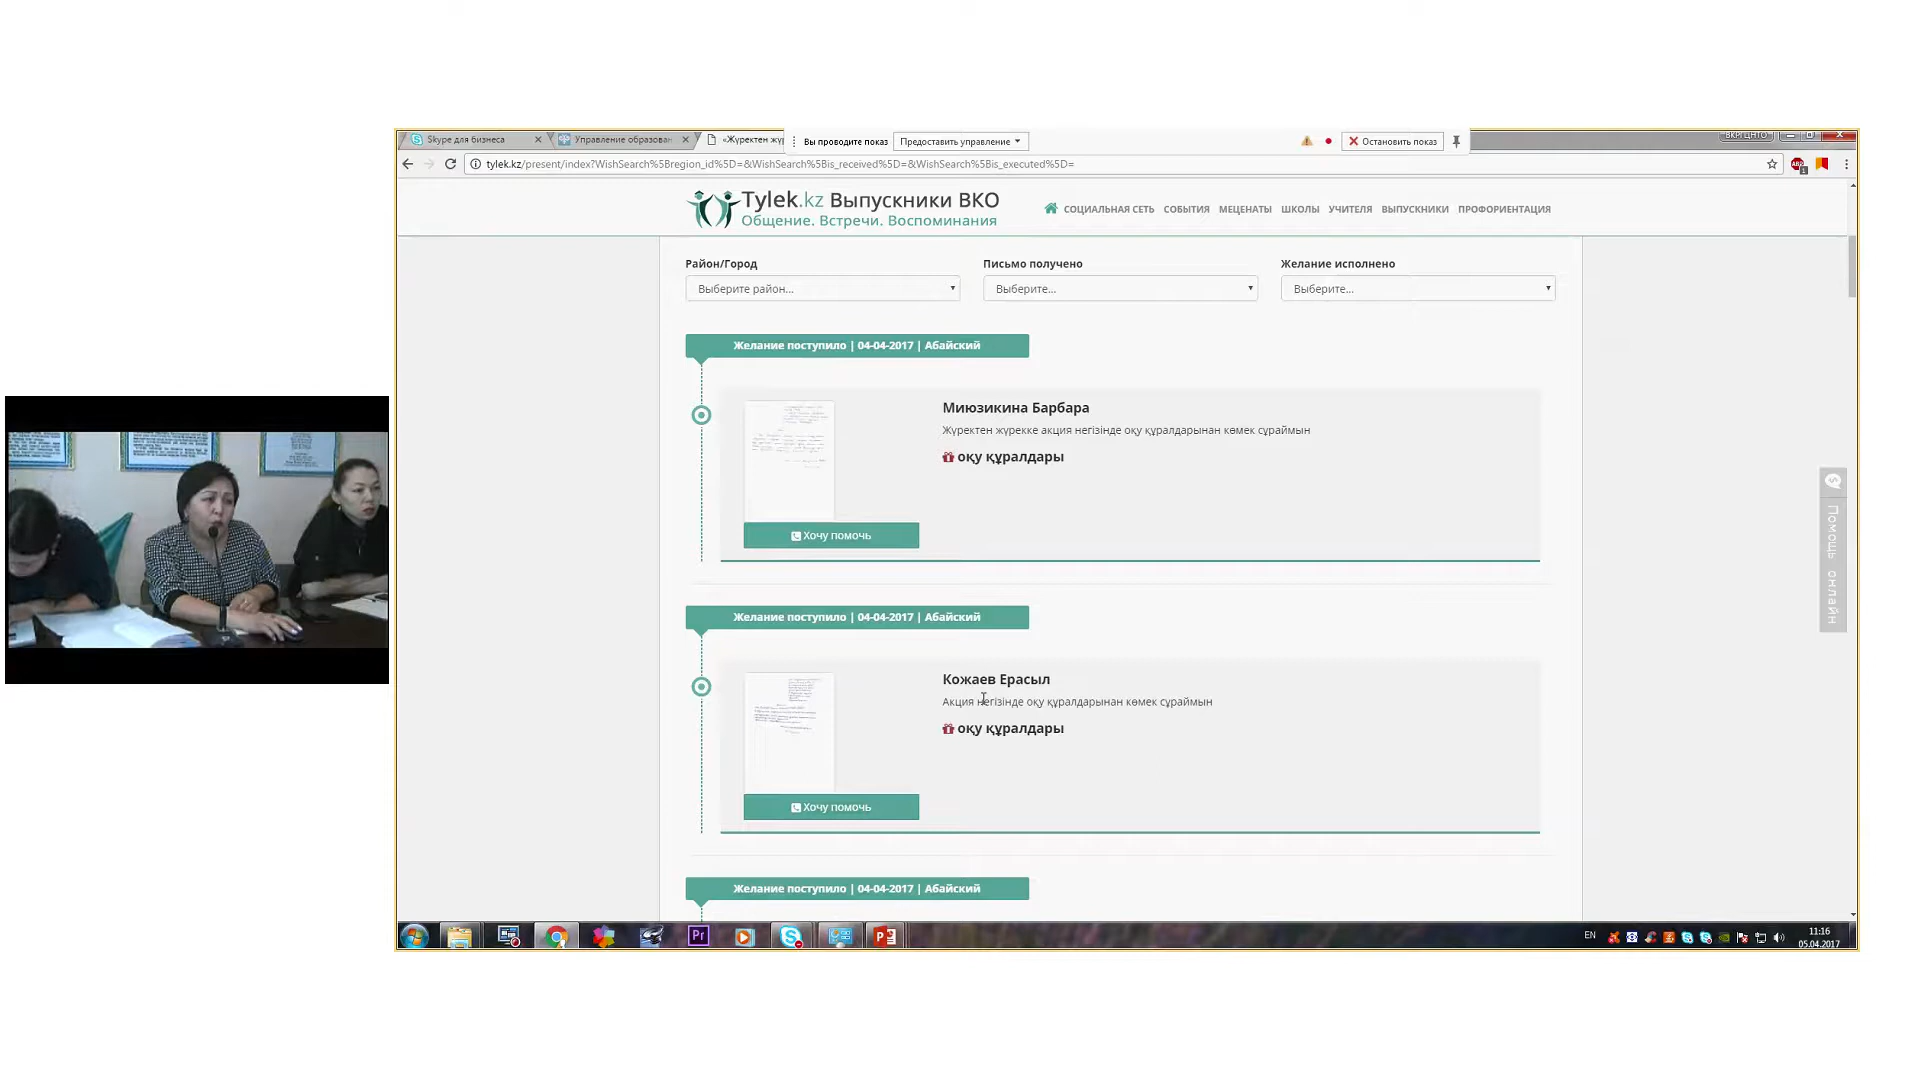 Skype для бизнеса
Управление образован
«Жүректен жү
Вы проводите показ
Предоставить управление
Остановить показ
tylek.kz/present/index?WishSearch%5Bregion_id%5D=&WishSearch%5Bis_received%5D=&WishSearch%5Bis_executed%5D=
Tylek.kz Выпускники ВКО
Общение. Встречи. Воспоминания
СОЦИАЛЬНАЯ СЕТЬ СОБЫТИЯ МЕЦЕНАТЫ ШКОЛЫ УЧИТЕЛЯ ВЫПУСКНИКИ ПРОФОРИЕНТАЦИЯ
Район/Город
Письмо получено
Желание исполнено
Выберите район...
Выберите...
Выберите...
Желание поступило | 04-04-2017 | Абайский
Миюзикина Барбара
Жүректен жүрекке акция негізінде оқу құралдарынан көмек сұраймын
оқу құралдары
Хочу помочь
Помощь онлайн
Желание поступило | 04-04-2017 | Абайский
Кожаев Ерасыл
Акция негізінде оқу құралдарынан көмек сұраймын
оқу құралдары
Хочу помочь
Желание поступило | 04-04-2017 | Абайский
Pr
EN
11:16
05.04.2017